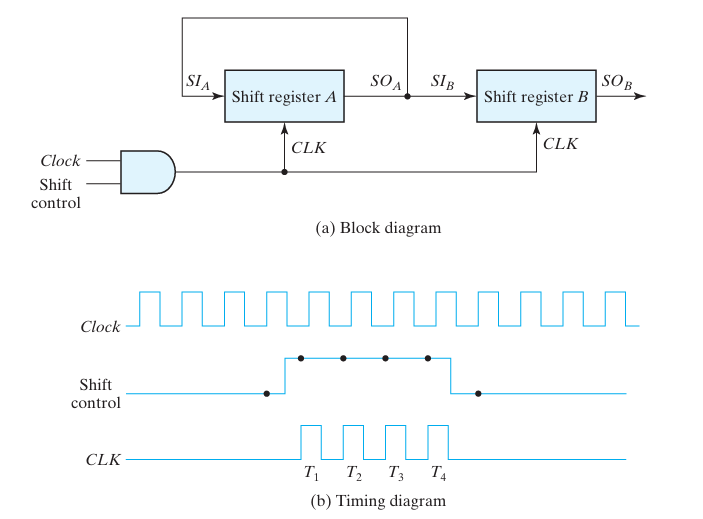 SI_A
SO_A
SI_B
SO_B
Shift register A
Shift register B
CLK
CLK
Clock
Shift
control
(a) Block diagram
Clock
Shift
control
CLK
T_1 T_2 T_3 T_4
(b) Timing diagram